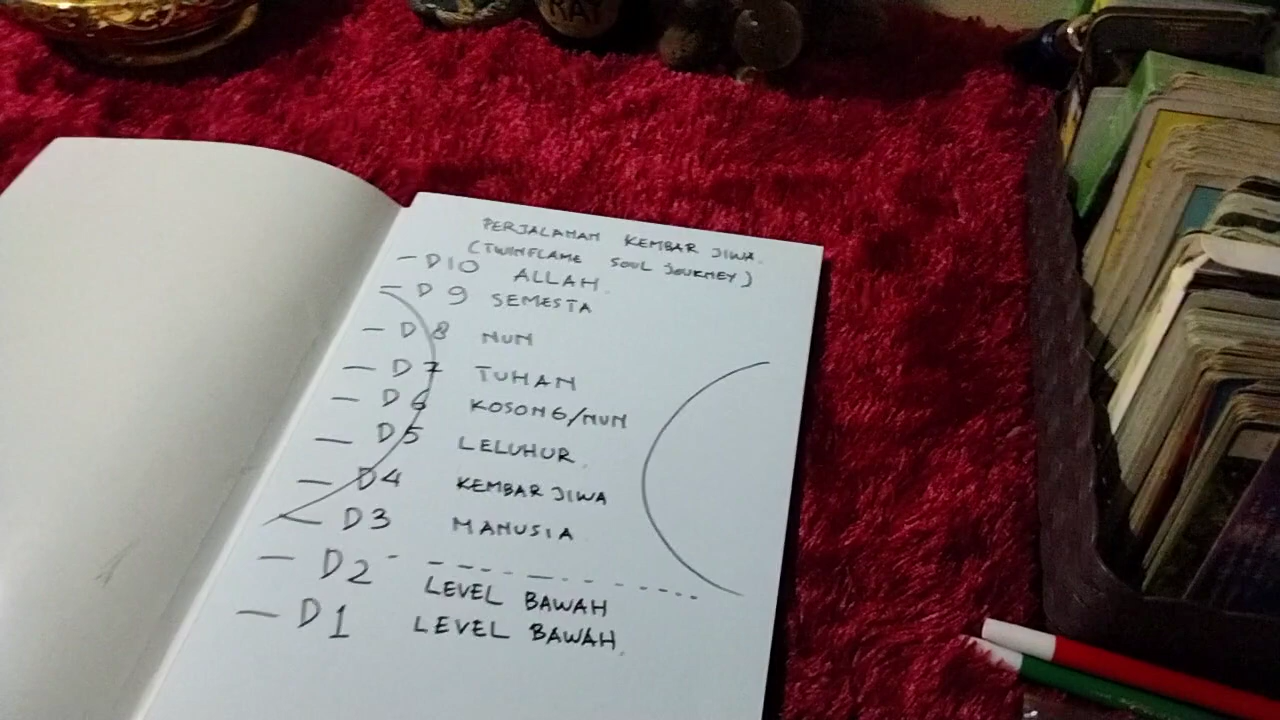 RAY
PERJALANAN KEMBAR JIWA.
(TWINFLAME SOUL JOURNEY)
— D10 ALLAH.
— D9 SEMESTA
— D8 NUN
— D7 TUHAN
— D6 KOSONG/NUN
— D5 LELUHUR.
— D4 KEMBAR JIWA
— D3 MANUSIA
— D2 LEVEL BAWAH
— D1 LEVEL BAWAH.